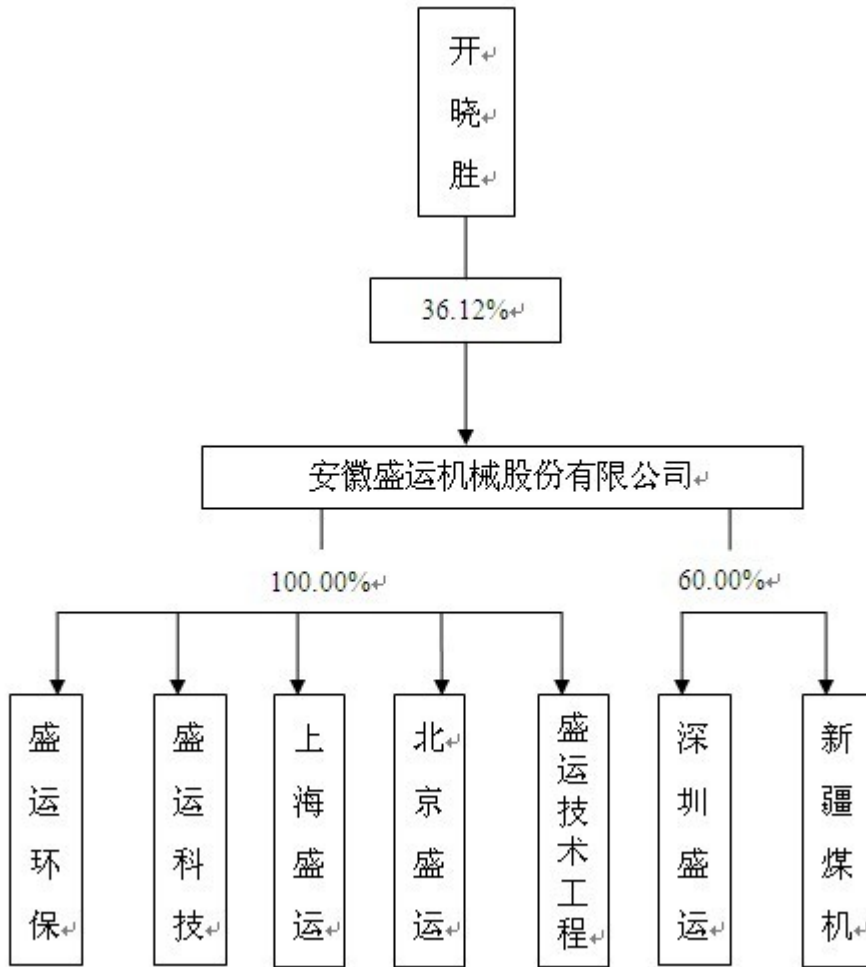 开晓胜
36.12%
安徽盛运机械股份有限公司
100.00%
60.00%
盛运环保
盛运科技
上海盛运
北京盛运
盛运技术工程
深圳盛运
新疆煤机